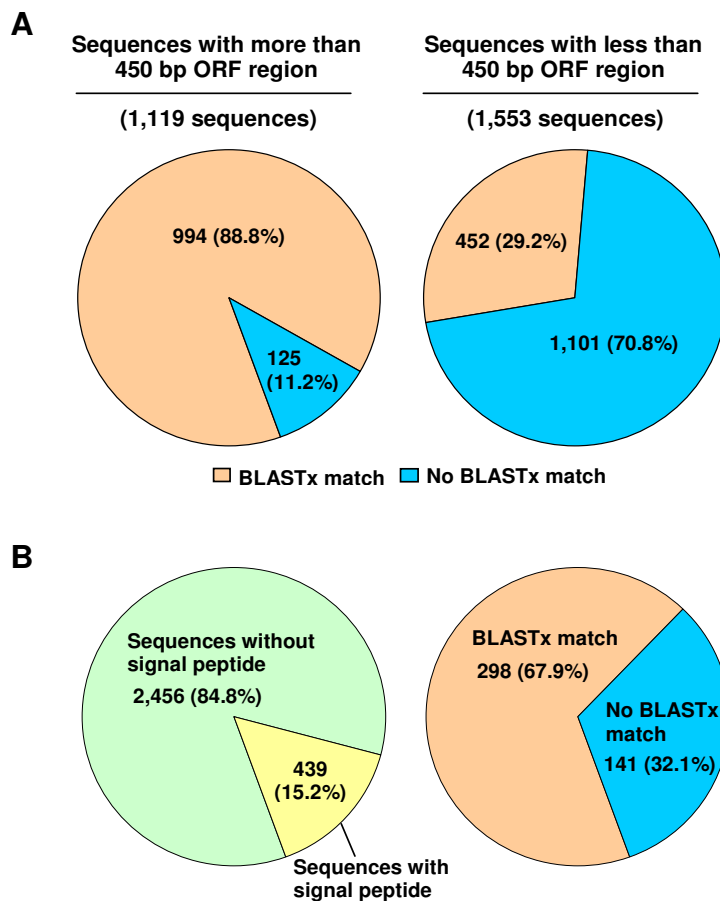 A
Sequences with more than
450 bp ORF region
(1,119 sequences)
Sequences with less than
450 bp ORF region
(1,553 sequences)
994 (88.8%)
125
(11.2%)
452 (29.2%)
1,101 (70.8%)
BLASTx match
No BLASTx match
B
Sequences without
signal peptide
2,456 (84.8%)
439
(15.2%)
Sequences with
signal peptide
BLASTx match
298 (67.9%)
No BLASTx
match
141 (32.1%)